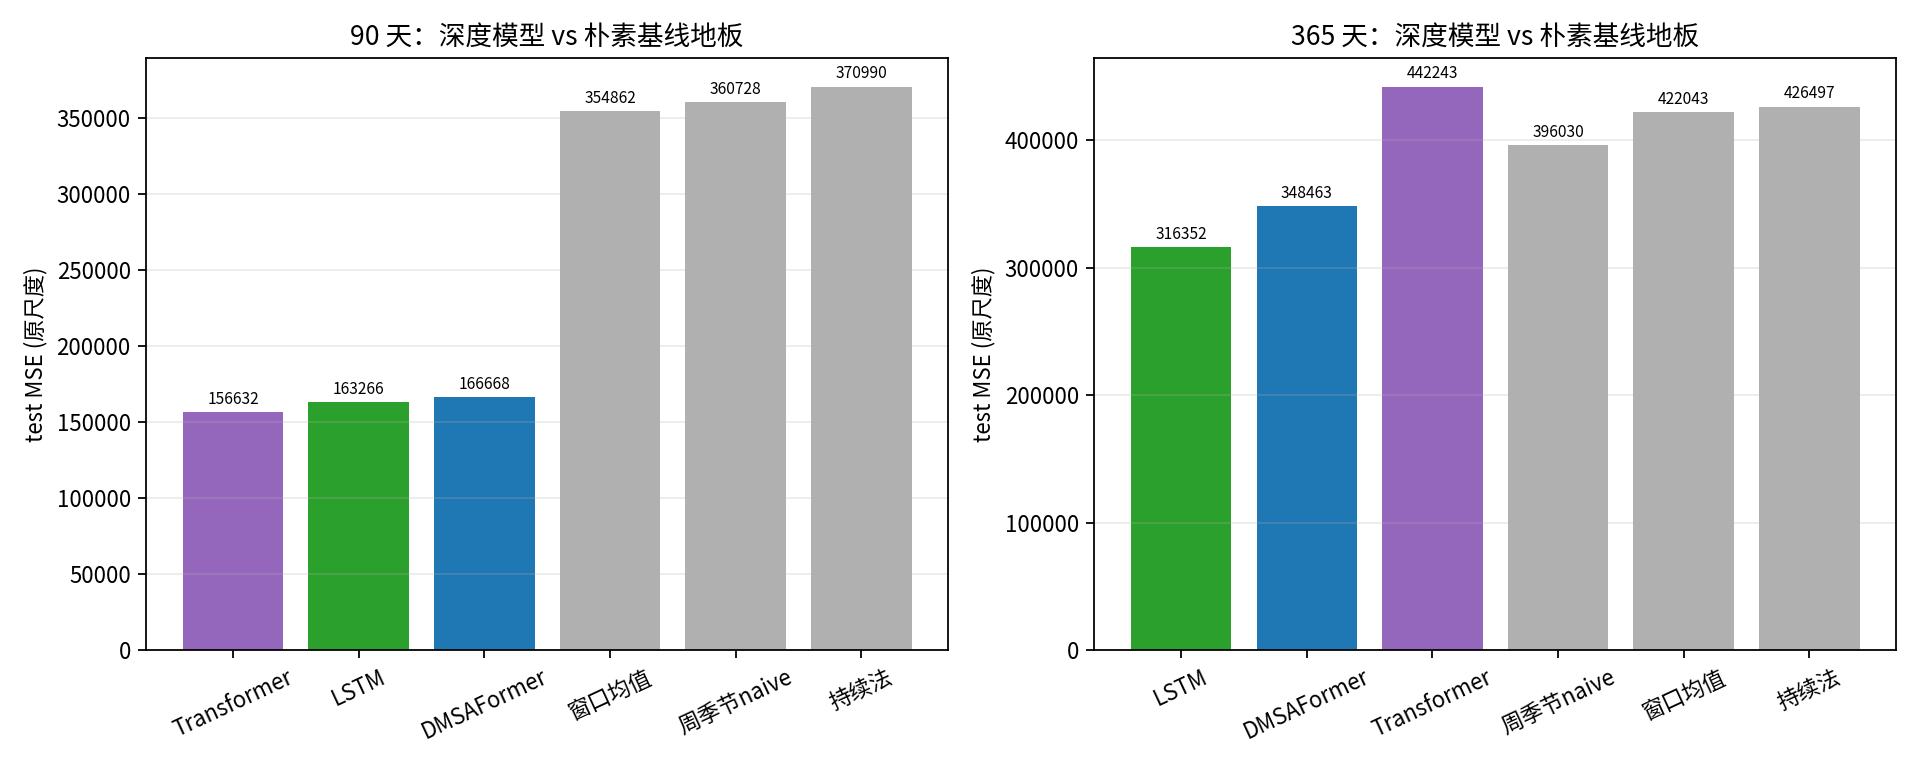 90 天：深度模型 vs 朴素基线地板
test MSE (原尺度)
350000
300000
250000
200000
150000
100000
50000
0
156632
163266
166668
354862
360728
370990
Transformer
LSTM
DMSAFormer
窗口均值
周季节naive
持续法
365 天：深度模型 vs 朴素基线地板
test MSE (原尺度)
400000
300000
200000
100000
0
316352
348463
442243
396030
422043
426497
LSTM
DMSAFormer
Transformer
周季节naive
窗口均值
持续法